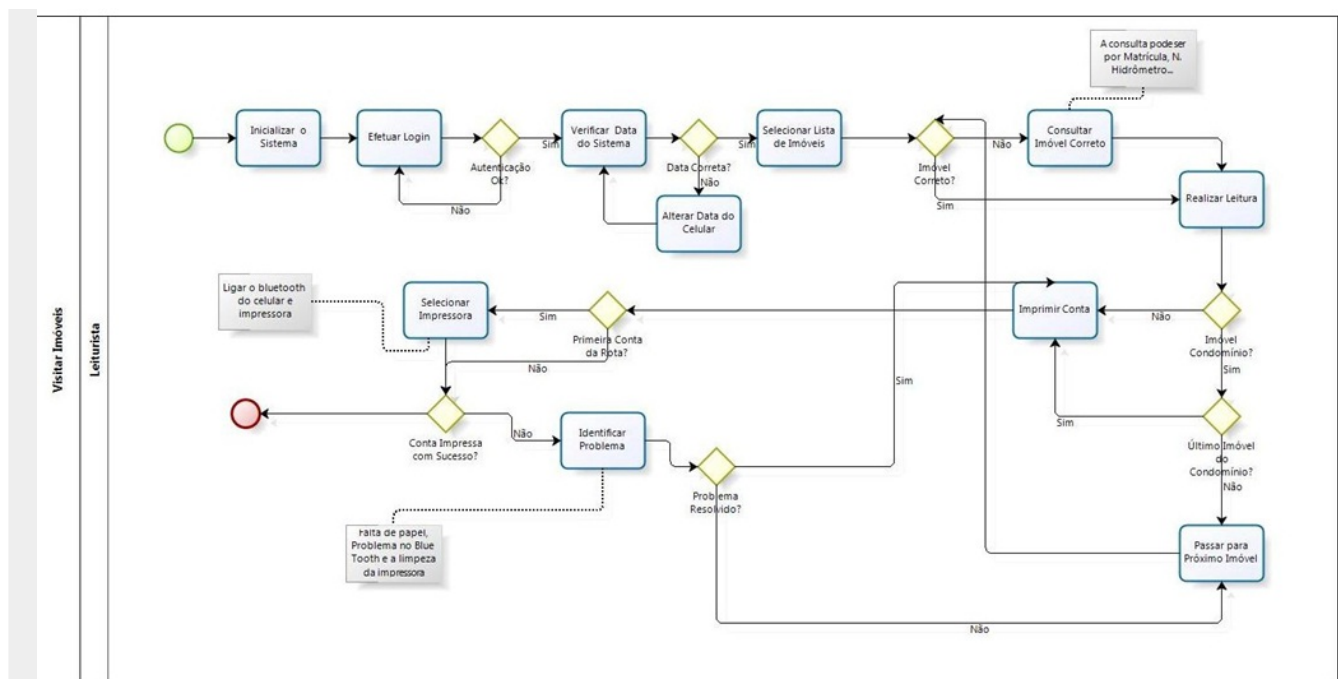 Visitar Imóveis
Leiturista
A consulta pode ser
por Matrícula, N.
Hidrômetro...
Inicializar o
Sistema
Efetuar Login
Autenticação
Ok?
Sim
Não
Verificar Data
do Sistema
Data Correta?
Sim
Não
Alterar Data do
Celular
Selecionar Lista
de Imóveis
Imóvel
Correto?
Não
Sim
Consultar
Imóvel Correto
Realizar Leitura
Ligar o bluetooth
do celular e
impressora
Selecionar
Impressora
Sim
Primeira Conta
da Rota?
Não
Imprimir Conta
Não
Imóvel
Condomínio?
Sim
Sim
Último Imóvel
do
Condomínio?
Não
Conta Impressa
com Sucesso?
Não
Identificar
Problema
Problema
Resolvido?
Sim
Falta de papel,
Problema no Blue
Tooth e a limpeza
da impressora
Passar para
Próximo Imóvel
Não